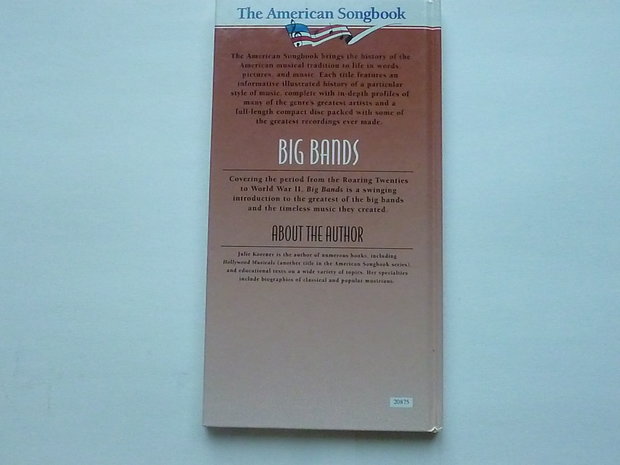 The American Songbook
The American Songbook brings the history of the
American musical tradition to life in words,
pictures, and music. Each title features an
informative illustrated history of a particular
style of music, complete with in-depth profiles of
many of the genre's greatest artists and a
full-length compact disc packed with some of
the greatest recordings ever made.
BIG BANDS
Covering the period from the Roaring Twenties
to World War II, Big Bands is a swinging
introduction to the greatest of the big bands
and the timeless music they created.
ABOUT THE AUTHOR
Julie Koerner is the author of numerous books, including
Hollywood Musicals (another title in the American Songbook series),
and educational texts on a wide variety of topics. Her specialties
include biographies of classical and popular musicians.
20875